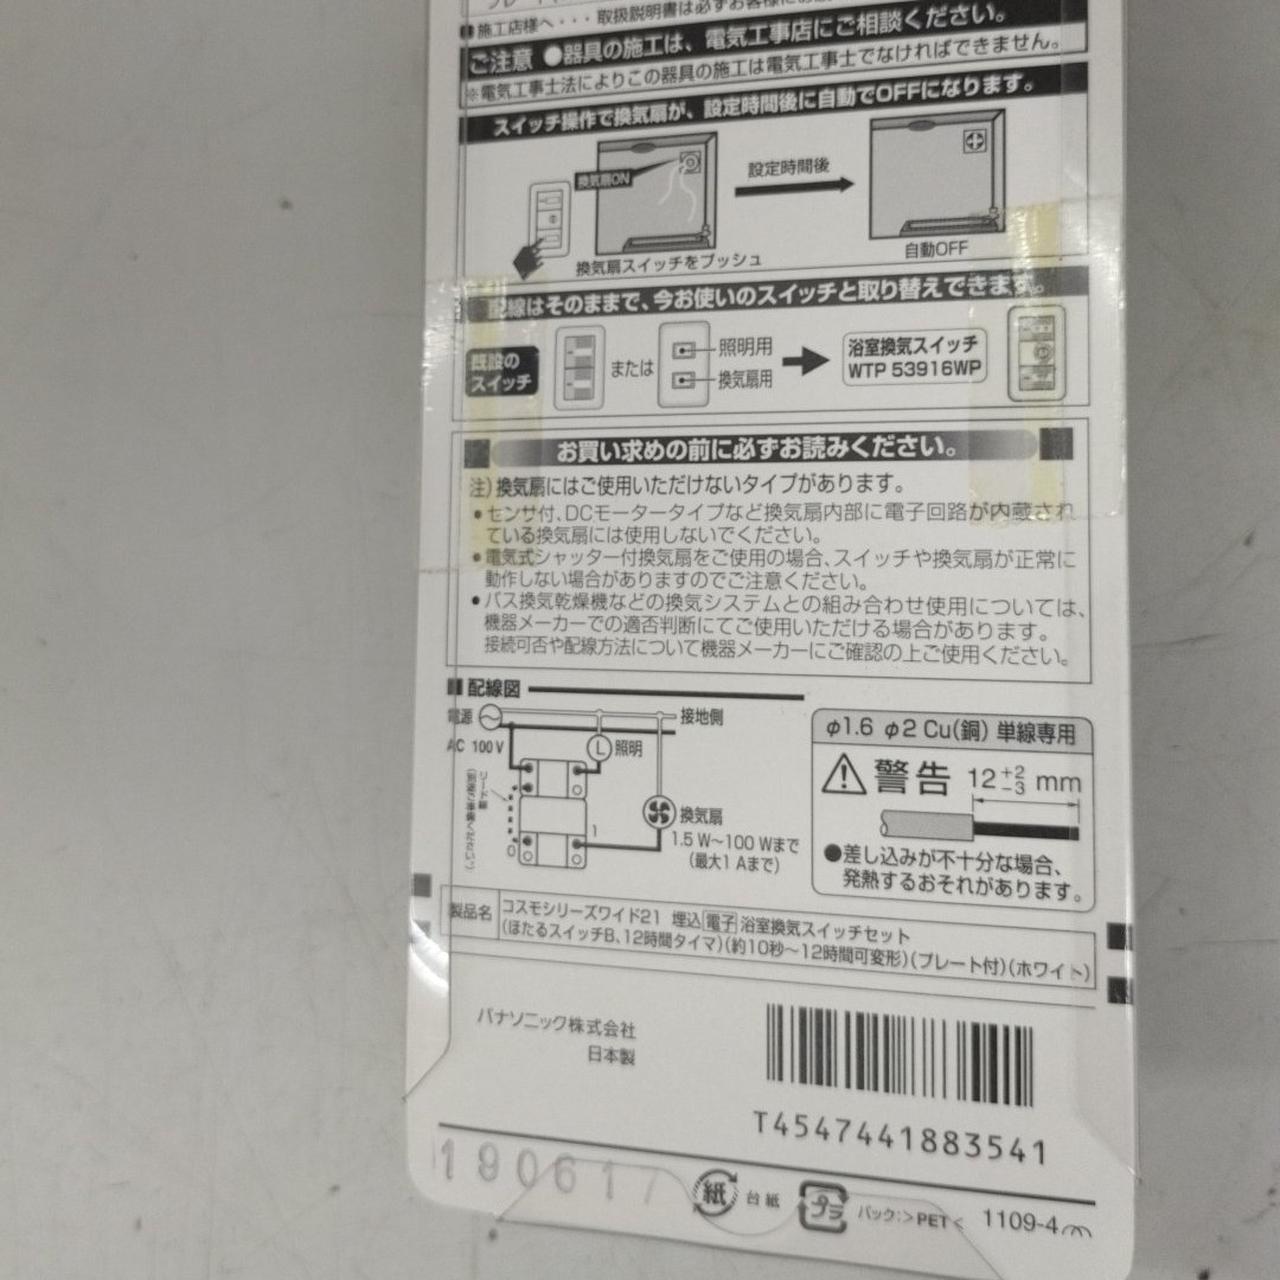 ■施工店様へ・・・取扱説明書は必ずお客様に
ご注意 ●器具の施工は、電気工事店にご相談ください。
※電気工事士法によりこの器具の施工は電気工事士でなければできません。
スイッチ操作で換気扇が、設定時間後に自動でOFFになります。
換気扇ON
設定時間後
換気扇スイッチをプッシュ
自動OFF
配線はそのままで、今お使いのスイッチと取り替えできます。
既設の
スイッチ
または
照明用
換気扇用
浴室換気スイッチ
WTP 53916WP
お買い求めの前に必ずお読みください。
注)換気扇にはご使用いただけないタイプがあります。
●センサ付、DCモータータイプなど換気扇内部に電子回路が内蔵され
ている換気扇には使用しないでください。
●電気式シャッター付換気扇をご使用の場合、スイッチや換気扇が正常に
動作しない場合がありますのでご注意ください。
●バス換気乾燥機などの換気システムとの組み合わせ使用については、
機器メーカーでの適否判断にてご使用いただける場合があります。
接続可否や配線方法について機器メーカーにご確認の上ご使用ください。
■配線図
電源
AC 100V
接地側
L 照明
リード線
(別途ご準備ください)
換気扇
1.5 W〜100 Wまで
(最大1 Aまで)
0
1
φ1.6 φ2 Cu(銅) 単線専用
警告 12 +2 −3 mm
●差し込みが不十分な場合、
発熱するおそれがあります。
製品名
コスモシリーズワイド21 埋込 電子 浴室換気スイッチセット
(ほたるスイッチB、12時間タイマ)(約10秒〜12時間可変形)(プレート付)(ホワイト)
パナソニック株式会社
日本製
T4547441883541
190617
紙 台紙
プラ パック:>PET<
1109-4